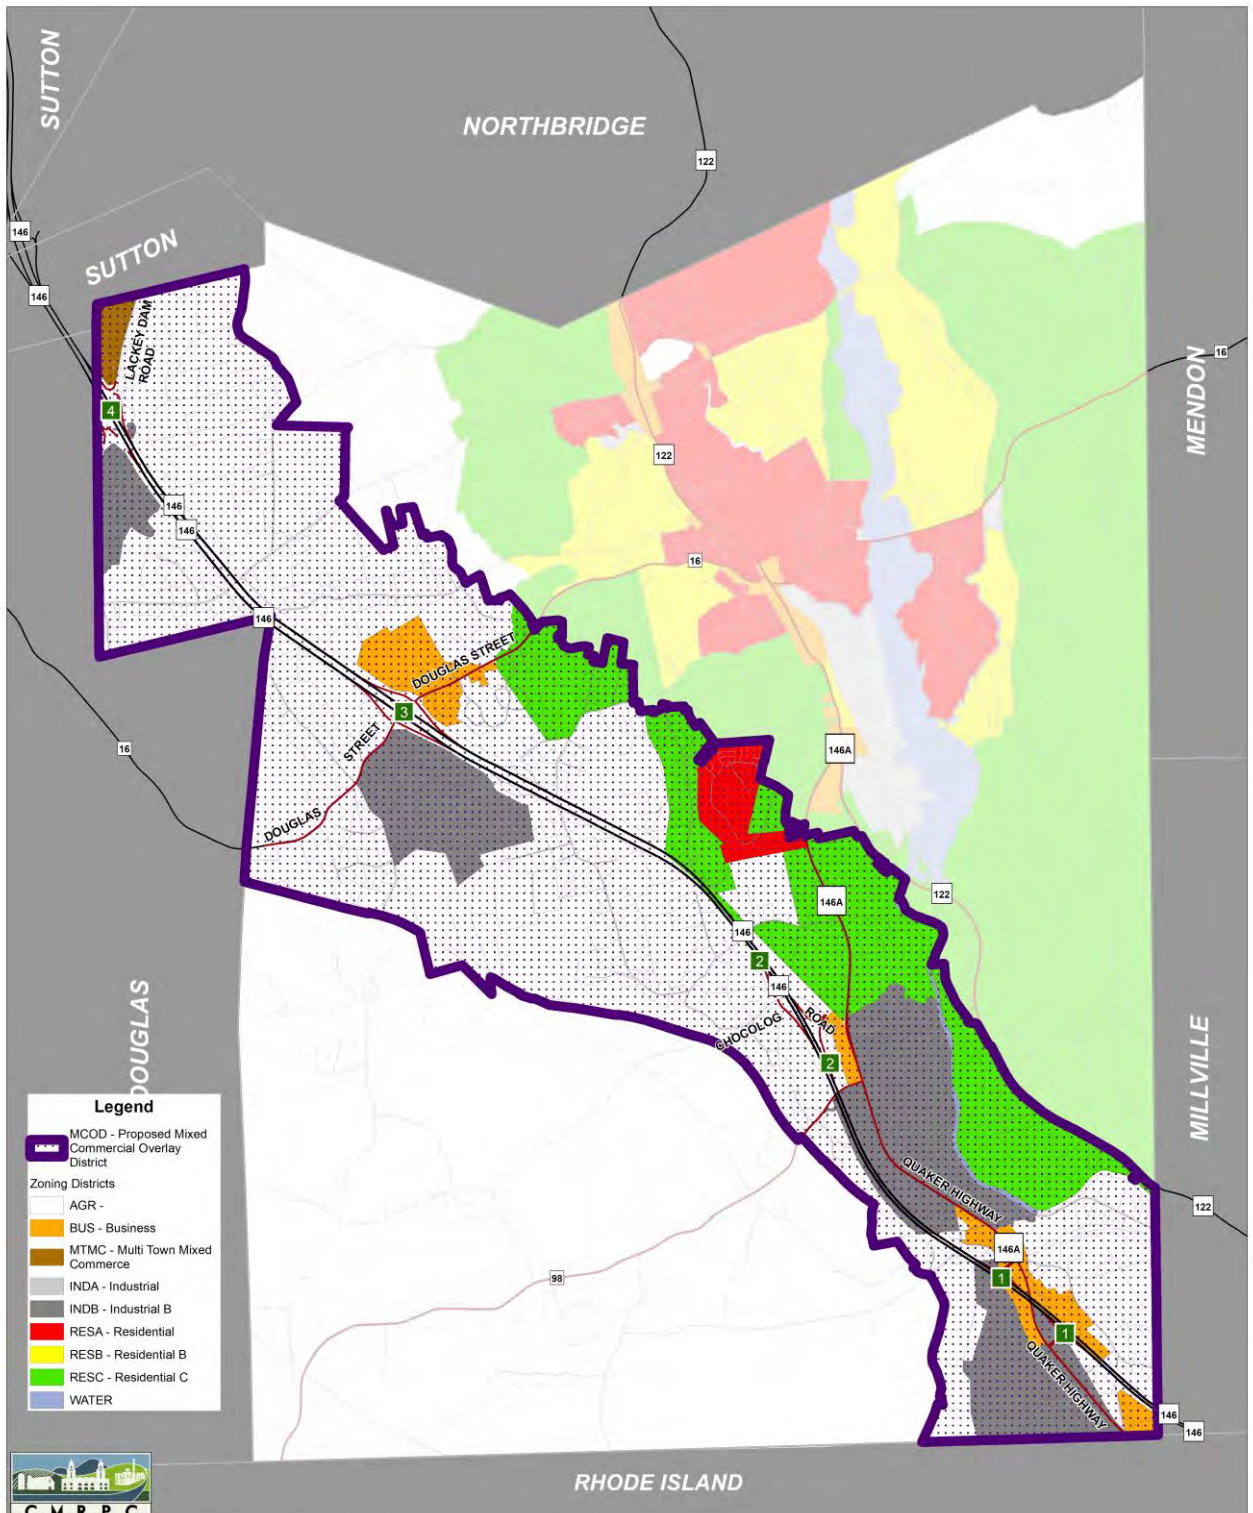 SUTTON
NORTHBRIDGE
122
146
SUTTON
146
LACKEY DAM
ROAD
16
MENDON
4
122
146
146
16
146
DOUGLAS STREET
3
STREET
146A
16
DOUGLAS
122
146A
146
2
146
ROAD
CHOCOLOG
2
DOUGLAS
MILLVILLE
QUAKER HIGHWAY
122
146A
98
1
1
QUAKER HIGHWAY
146
146
RHODE ISLAND
Legend
MCOD - Proposed Mixed
Commercial Overlay
District
Zoning Districts
AGR -
BUS - Business
MTMC - Multi Town Mixed
Commerce
INDA - Industrial
INDB - Industrial B
RESA - Residential
RESB - Residential B
RESC - Residential C
WATER
C M R P C